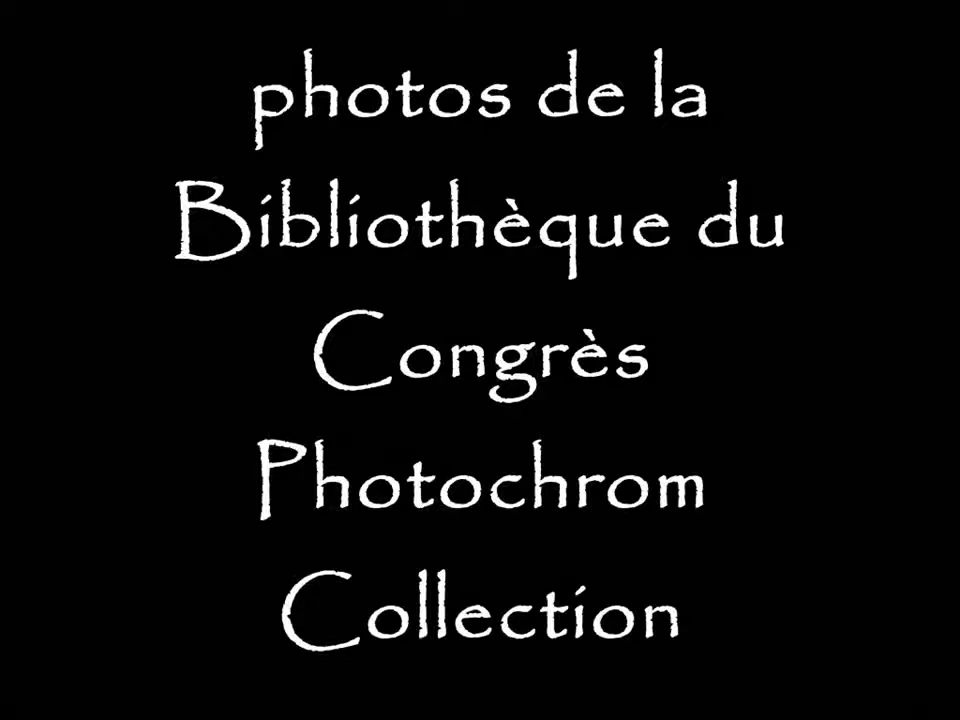 photos de la
Bibliothèque du
Congrès
Photochrom
Collection